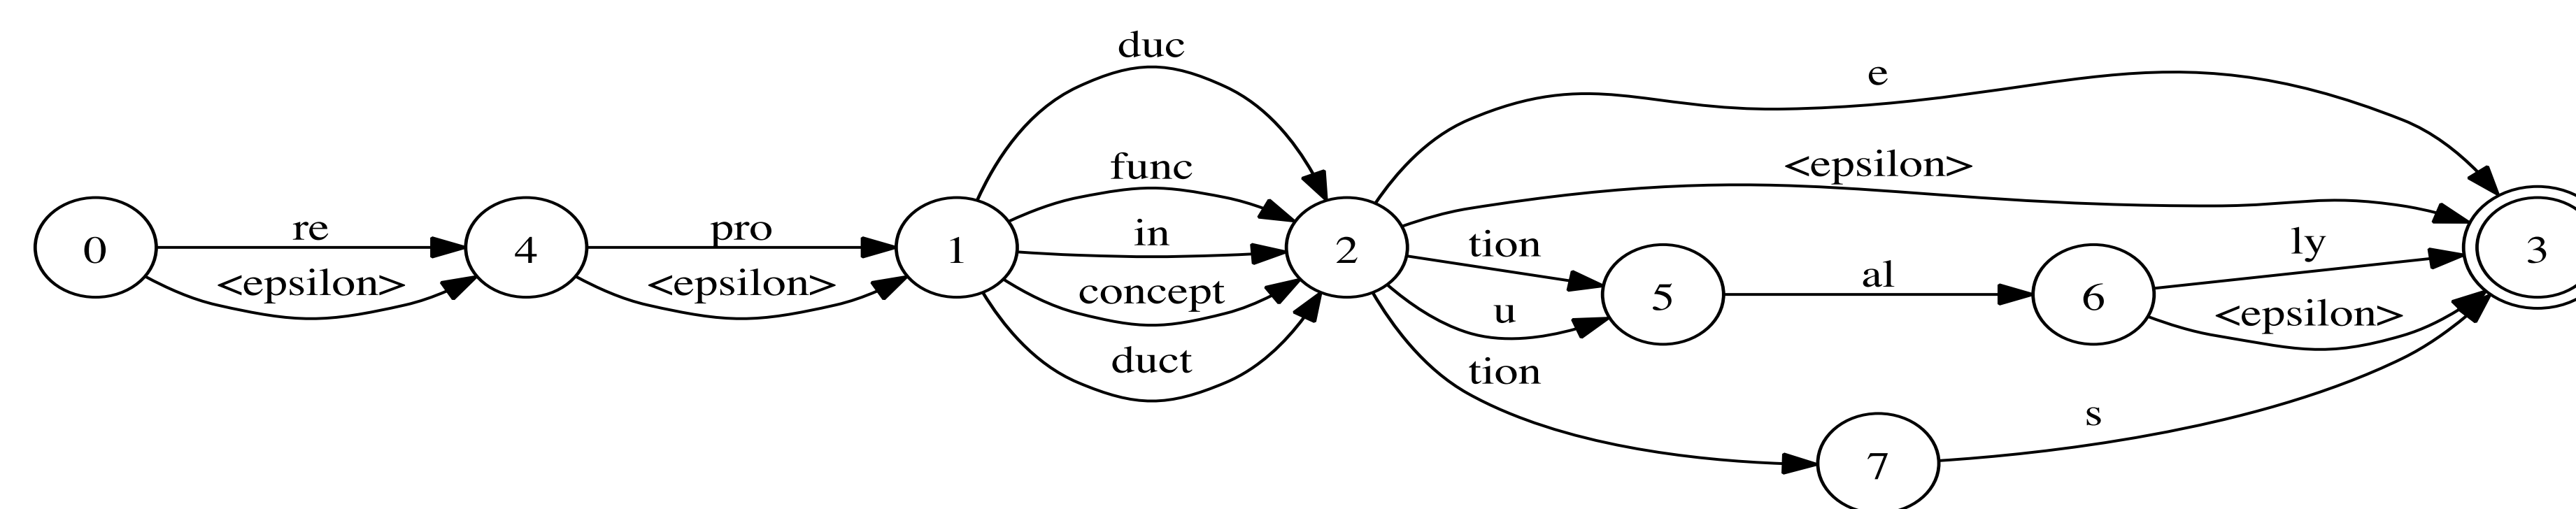 duc
e
func
<epsilon>
re
pro
in
tion
ly
0
4
1
2
3
<epsilon>
<epsilon>
concept
u
5
al
6
<epsilon>
duct
tion
s
7